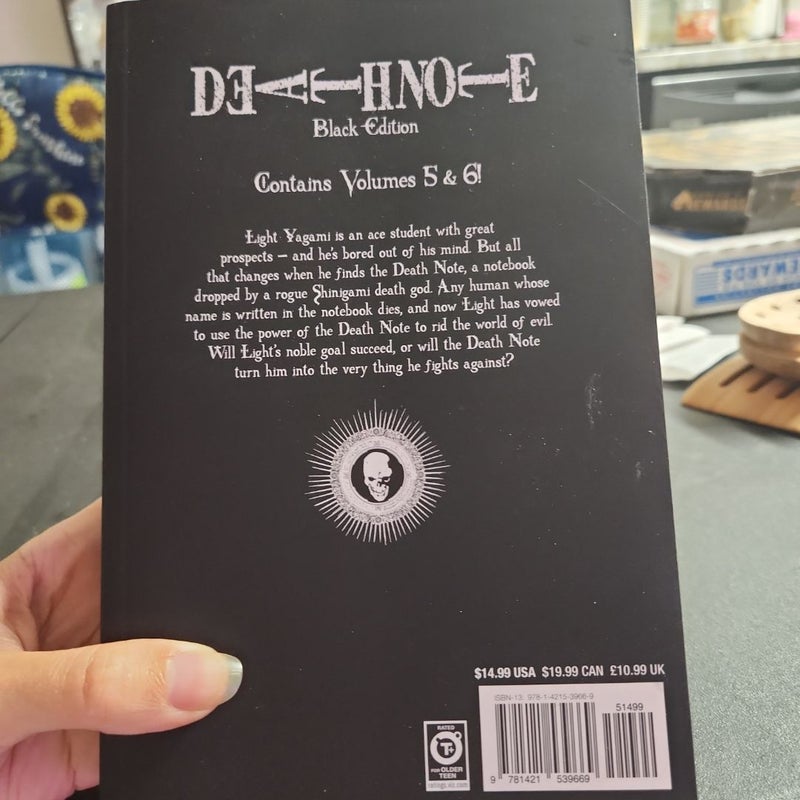 DEATH NOTE
Black Edition
Contains Volumes 5 & 6!
Light Yagami is an ace student with great
prospects — and he's bored out of his mind. But all
that changes when he finds the Death Note, a notebook
dropped by a rogue Shinigami death god. Any human whose
name is written in the notebook dies, and now Light has vowed
to use the power of the Death Note to rid the world of evil.
Will Light's noble goal succeed, or will the Death Note
turn him into the very thing he fights against?
$14.99 USA $19.99 CAN £10.99 UK
ISBN-13: 978-1-4215-3966-9
51499
9 781421 539669
RATED
T+
FOR OLDER
TEEN
ratings.viz.com
REWARDS